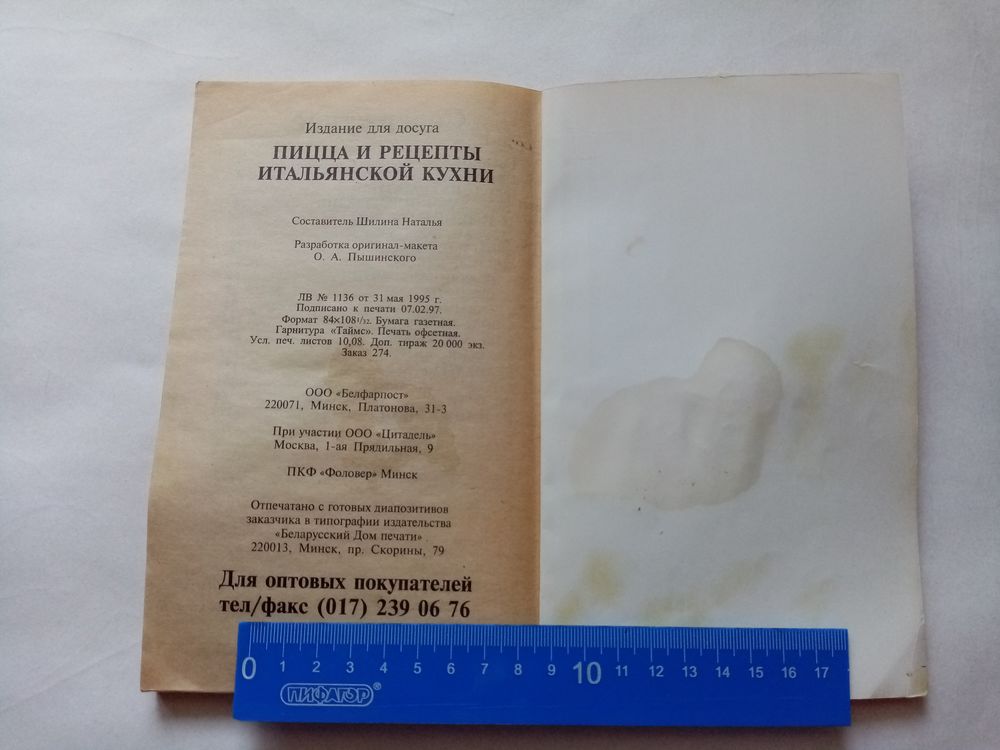 Издание для досуга
ПИЦЦА И РЕЦЕПТЫ
ИТАЛЬЯНСКОЙ КУХНИ
Составитель Шилина Наталья
Разработка оригинал-макета
О. А. Пышинского
ЛВ № 1136 от 31 мая 1995 г.
Подписано к печати 07.02.97.
Формат 84×108¹/₃₂. Бумага газетная.
Гарнитура «Таймс». Печать офсетная.
Усл. печ. листов 10,08. Доп. тираж 20 000 экз.
Заказ 274.
ООО «Белфарпост»
220071, Минск, Платонова, 31-3
При участии ООО «Цитадель»
Москва, 1-ая Прядильная, 9
ПКФ «Фоловер» Минск
Отпечатано с готовых диапозитивов
заказчика в типографии издательства
«Беларусский Дом печати»
220013, Минск, пр. Скорины, 79
Для оптовых покупателей
тел/факс (017) 239 06 76
0 1 2 3 4 5 6 7 8 9 10 11 12 13 14 15 16 17
ПИФАГОР®